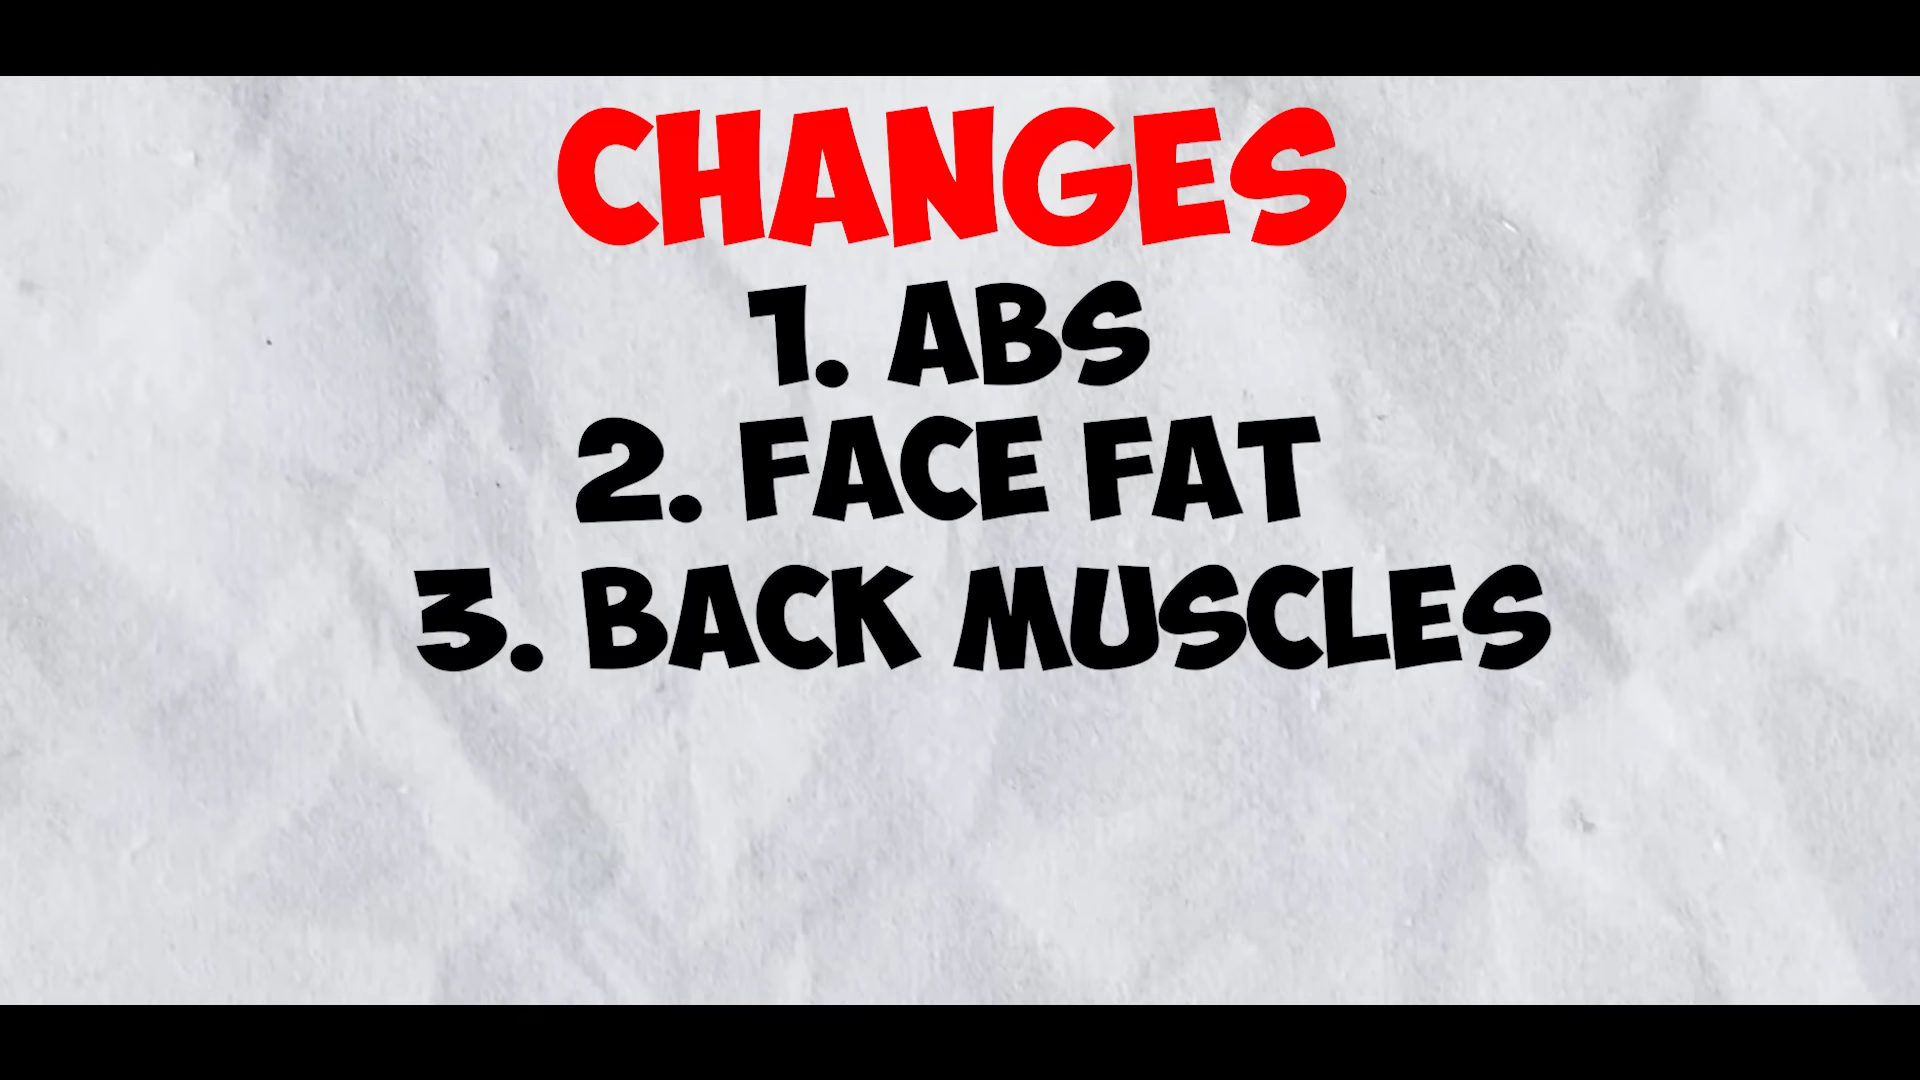 CHANGES
1. ABS
2. FACE FAT
3. BACK MUSCLES